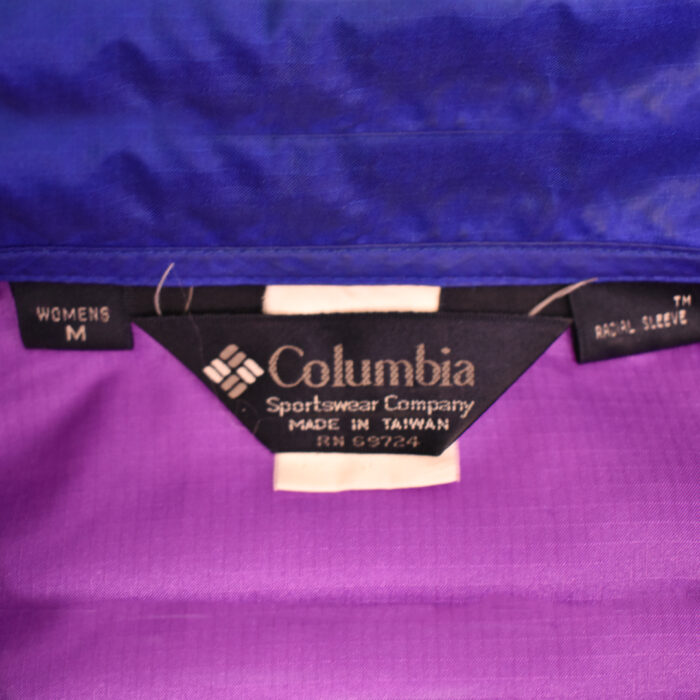 WOMENS
M
Columbia
Sportswear Company
MADE IN TAIWAN
RN 69724
TM
RADIAL SLEEVE